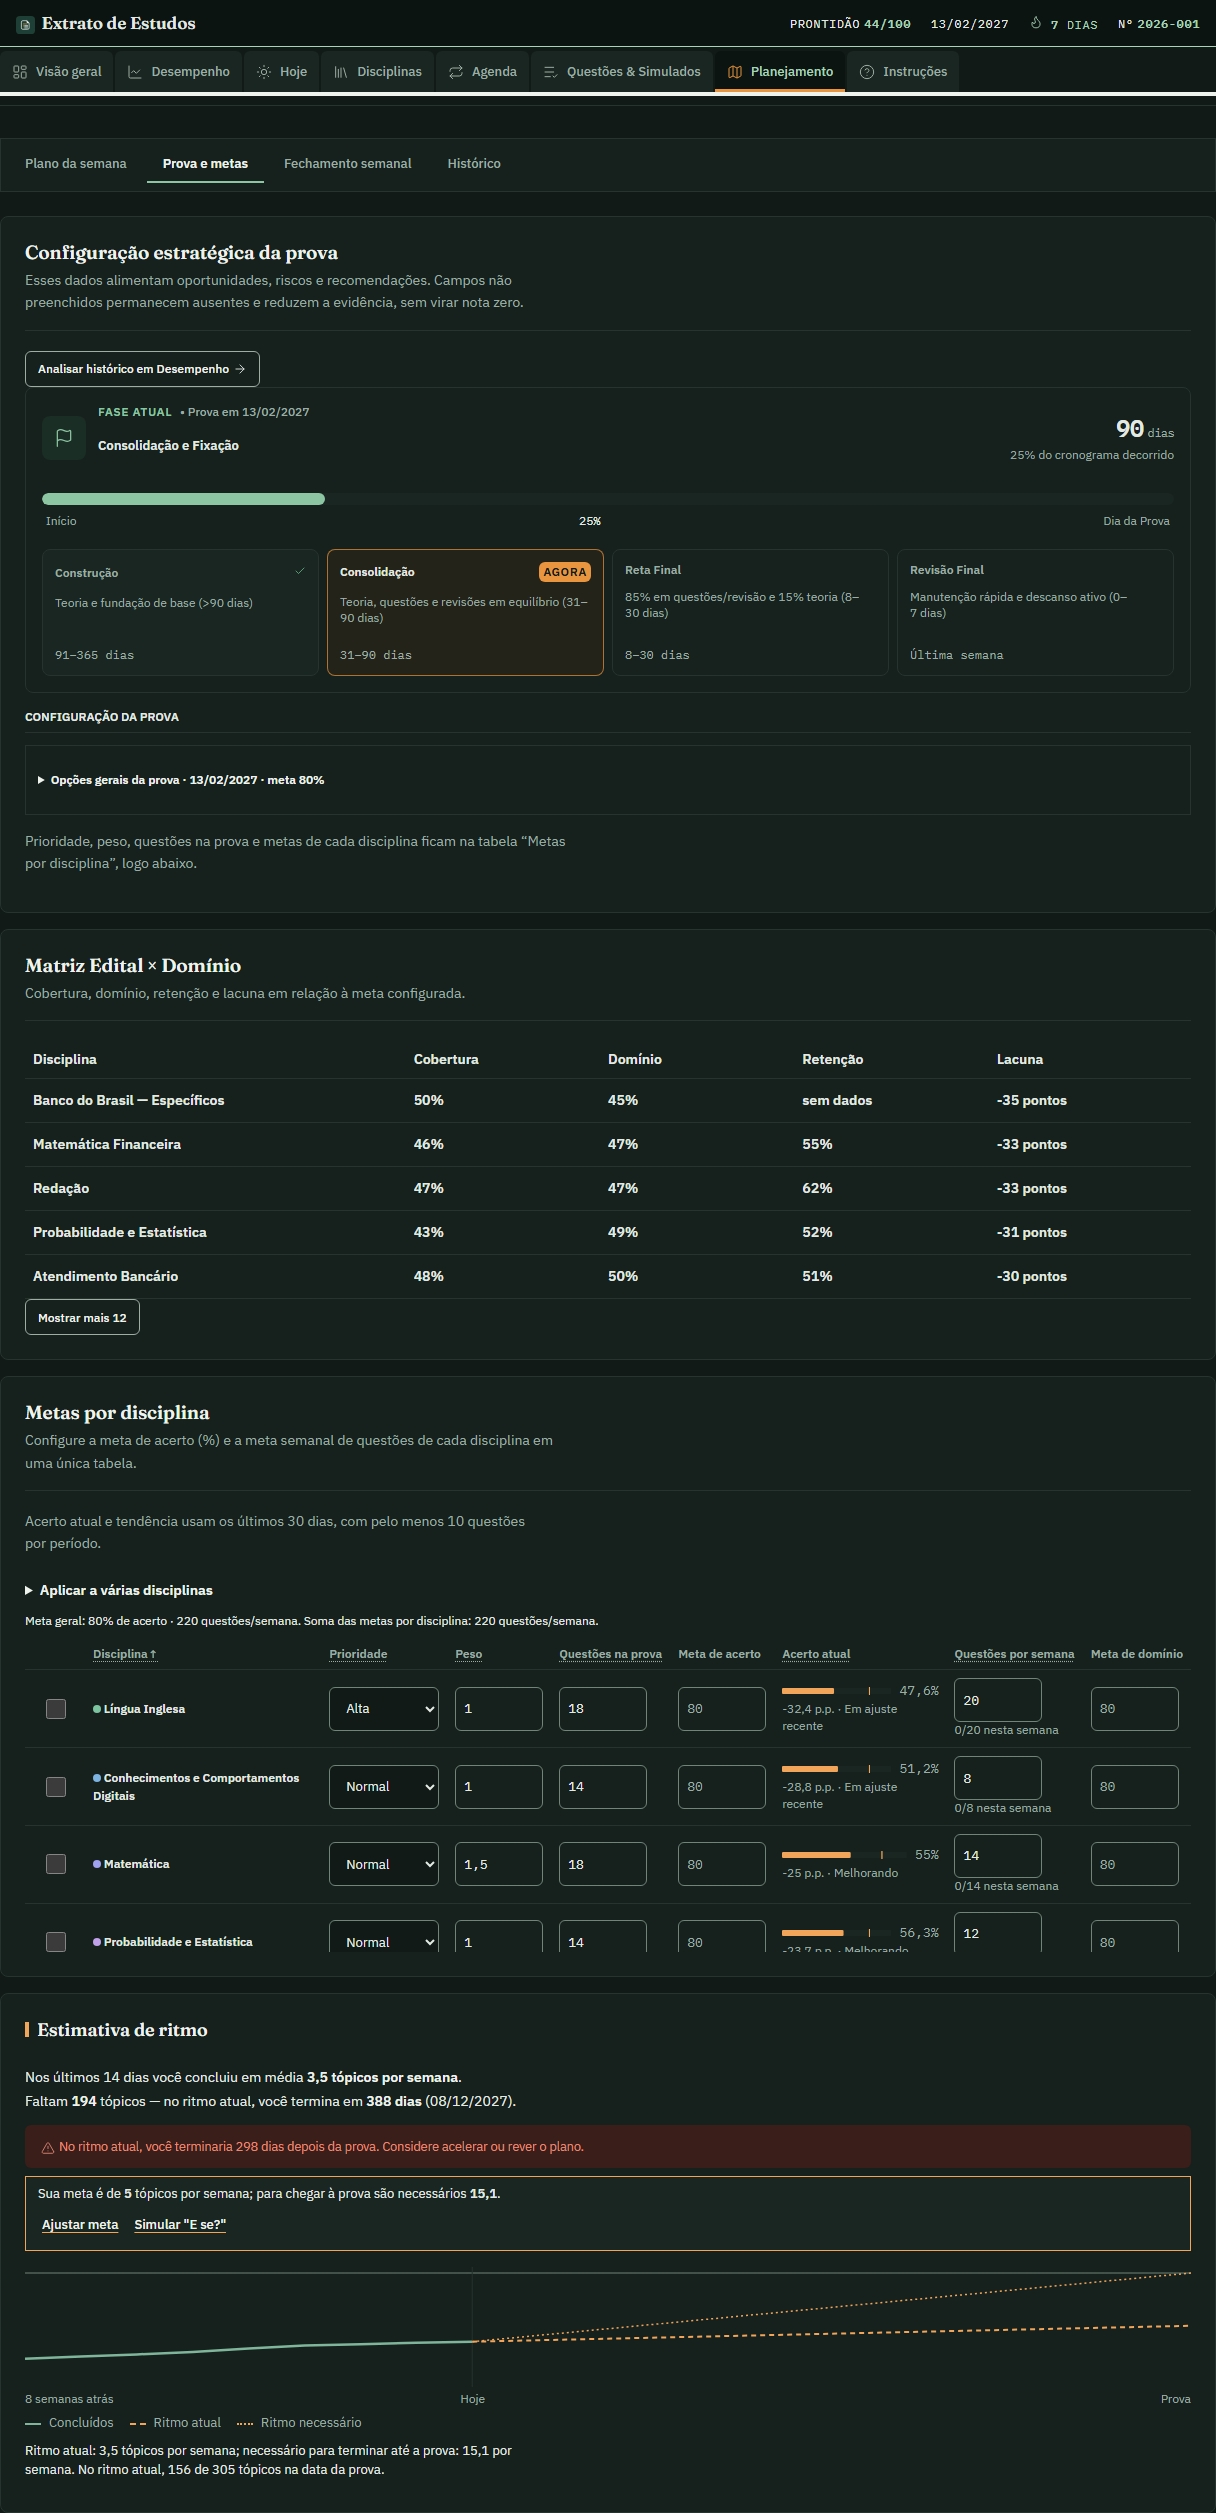 Extrato de Estudos
PRONTIDÃO 44/100 13/02/2027 7 DIAS Nº 2026-001
Visão geral Desempenho Hoje Disciplinas Agenda Questões & Simulados Planejamento Instruções
Plano da semana Prova e metas Fechamento semanal Histórico
Configuração estratégica da prova
Esses dados alimentam oportunidades, riscos e recomendações. Campos não
preenchidos permanecem ausentes e reduzem a evidência, sem virar nota zero.
Analisar histórico em Desempenho →
FASE ATUAL • Prova em 13/02/2027
Consolidação e Fixação
90 dias
25% do cronograma decorrido
Início 25% Dia da Prova
Construção
Teoria e fundação de base (>90 dias)
91–365 dias
Consolidação AGORA
Teoria, questões e revisões em equilíbrio (31–
90 dias)
31–90 dias
Reta Final
85% em questões/revisão e 15% teoria (8–
30 dias)
8–30 dias
Revisão Final
Manutenção rápida e descanso ativo (0–
7 dias)
Última semana
CONFIGURAÇÃO DA PROVA
Opções gerais da prova · 13/02/2027 · meta 80%
Prioridade, peso, questões na prova e metas de cada disciplina ficam na tabela “Metas
por disciplina”, logo abaixo.
Matriz Edital × Domínio
Cobertura, domínio, retenção e lacuna em relação à meta configurada.
Disciplina Cobertura Domínio Retenção Lacuna
Banco do Brasil — Específicos 50% 45% sem dados -35 pontos
Matemática Financeira 46% 47% 55% -33 pontos
Redação 47% 47% 62% -33 pontos
Probabilidade e Estatística 43% 49% 52% -31 pontos
Atendimento Bancário 48% 50% 51% -30 pontos
Mostrar mais 12
Metas por disciplina
Configure a meta de acerto (%) e a meta semanal de questões de cada disciplina em
uma única tabela.
Acerto atual e tendência usam os últimos 30 dias, com pelo menos 10 questões
por período.
Aplicar a várias disciplinas
Meta geral: 80% de acerto · 220 questões/semana. Soma das metas por disciplina: 220 questões/semana.
Disciplina ↑ Prioridade Peso Questões na prova Meta de acerto Acerto atual Questões por semana Meta de domínio
Língua Inglesa Alta 1 18 80 47,6% 20 80
-32,4 p.p. · Em ajuste
recente
0/20 nesta semana
Conhecimentos e Comportamentos
Digitais
Normal 1 14 80 51,2% 8 80
-28,8 p.p. · Em ajuste
recente
0/8 nesta semana
Matemática Normal 1,5 18 80 55% 14 80
-25 p.p. · Melhorando
0/14 nesta semana
Probabilidade e Estatística Normal 1 14 80 56,3% 12 80
-23,7 p.p. · Melhorando
Estimativa de ritmo
Nos últimos 14 dias você concluiu em média 3,5 tópicos por semana.
Faltam 194 tópicos — no ritmo atual, você termina em 388 dias (08/12/2027).
No ritmo atual, você terminaria 298 dias depois da prova. Considere acelerar ou rever o plano.
Sua meta é de 5 tópicos por semana; para chegar à prova são necessários 15,1.
Ajustar meta Simular "E se?"
8 semanas atrás Hoje Prova
Concluídos Ritmo atual Ritmo necessário
Ritmo atual: 3,5 tópicos por semana; necessário para terminar até a prova: 15,1 por
semana. No ritmo atual, 156 de 305 tópicos na data da prova.